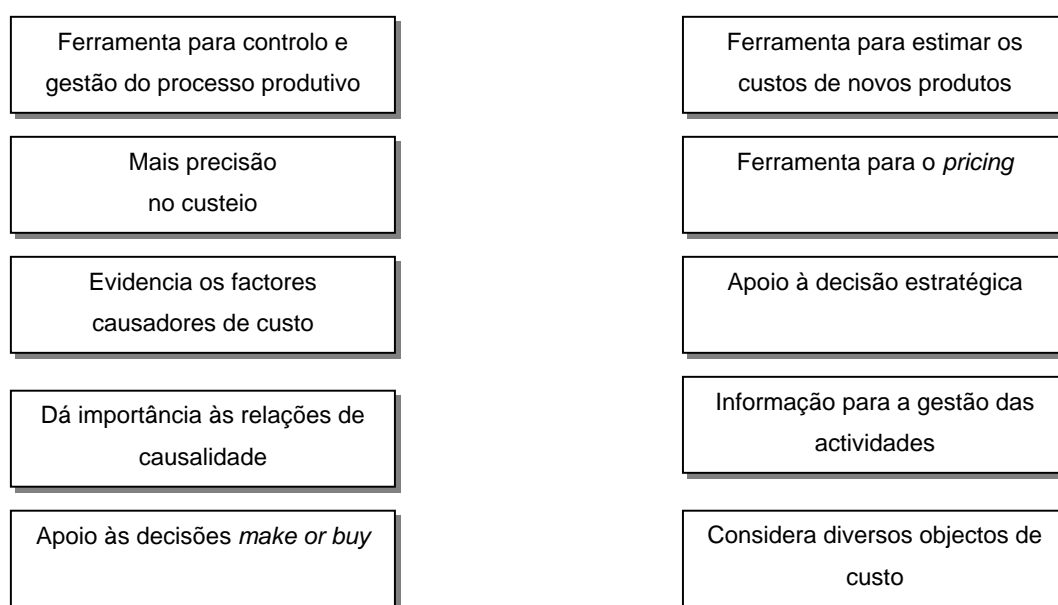 Ferramenta para controlo e
gestão do processo produtivo
Ferramenta para estimar os
custos de novos produtos
Mais precisão
no custeio
Ferramenta para o pricing
Evidencia os factores
causadores de custo
Apoio à decisão estratégica
Dá importância às relações de
causalidade
Informação para a gestão das
actividades
Apoio às decisões make or buy
Considera diversos objectos de
custo